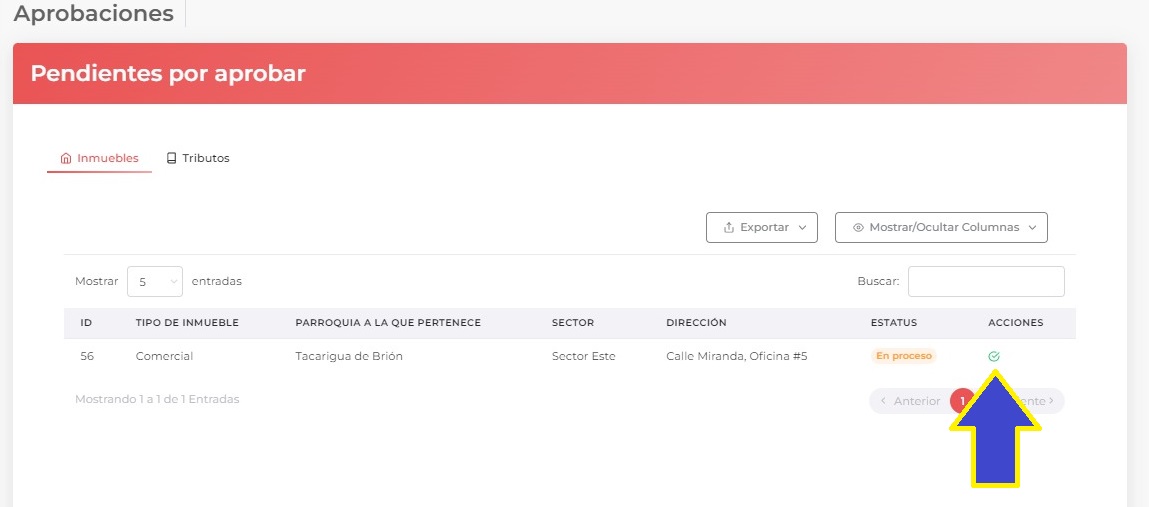 Aprobaciones
Pendientes por aprobar
Inmuebles Tributos
Exportar Mostrar/Ocultar Columnas
Mostrar 5 entradas Buscar:
ID TIPO DE INMUEBLE PARROQUIA A LA QUE PERTENECE SECTOR DIRECCIÓN ESTATUS ACCIONES
56 Comercial Tacarigua de Brión Sector Este Calle Miranda, Oficina #5 En proceso
Mostrando 1 a 1 de 1 Entradas < Anterior 1 ente >